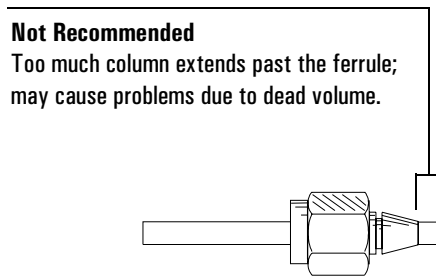 Not Recommended
Too much column extends past the ferrule;
may cause problems due to dead volume.